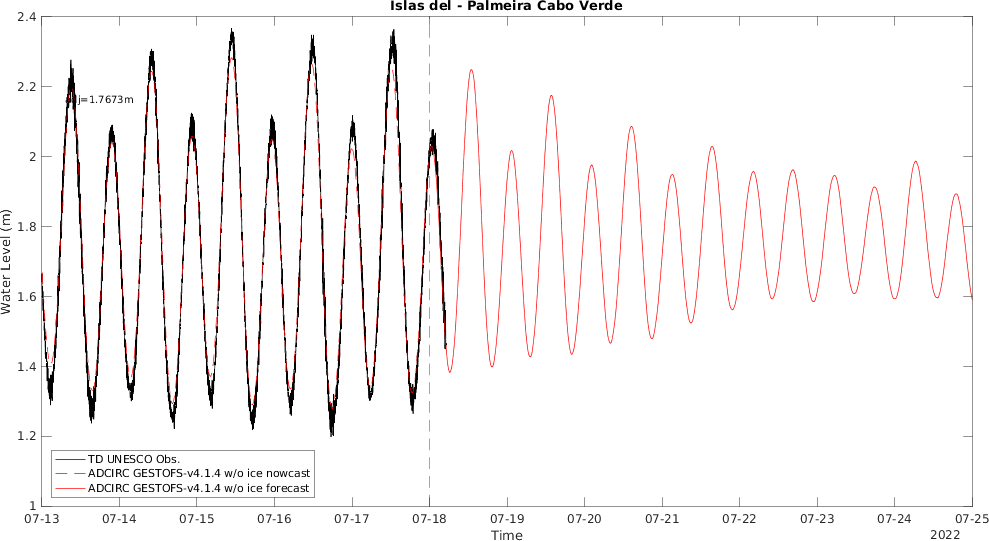 Islas del - Palmeira Cabo Verde
Water Level (m)
2.4
2.2
2
1.8
1.6
1.4
1.2
1
j=1.7673m
TD UNESCO Obs.
ADCIRC GESTOFS-v4.1.4 w/o ice nowcast
ADCIRC GESTOFS-v4.1.4 w/o ice forecast
07-13 07-14 07-15 07-16 07-17 07-18 07-19 07-20 07-21 07-22 07-23 07-24 07-25
Time
2022